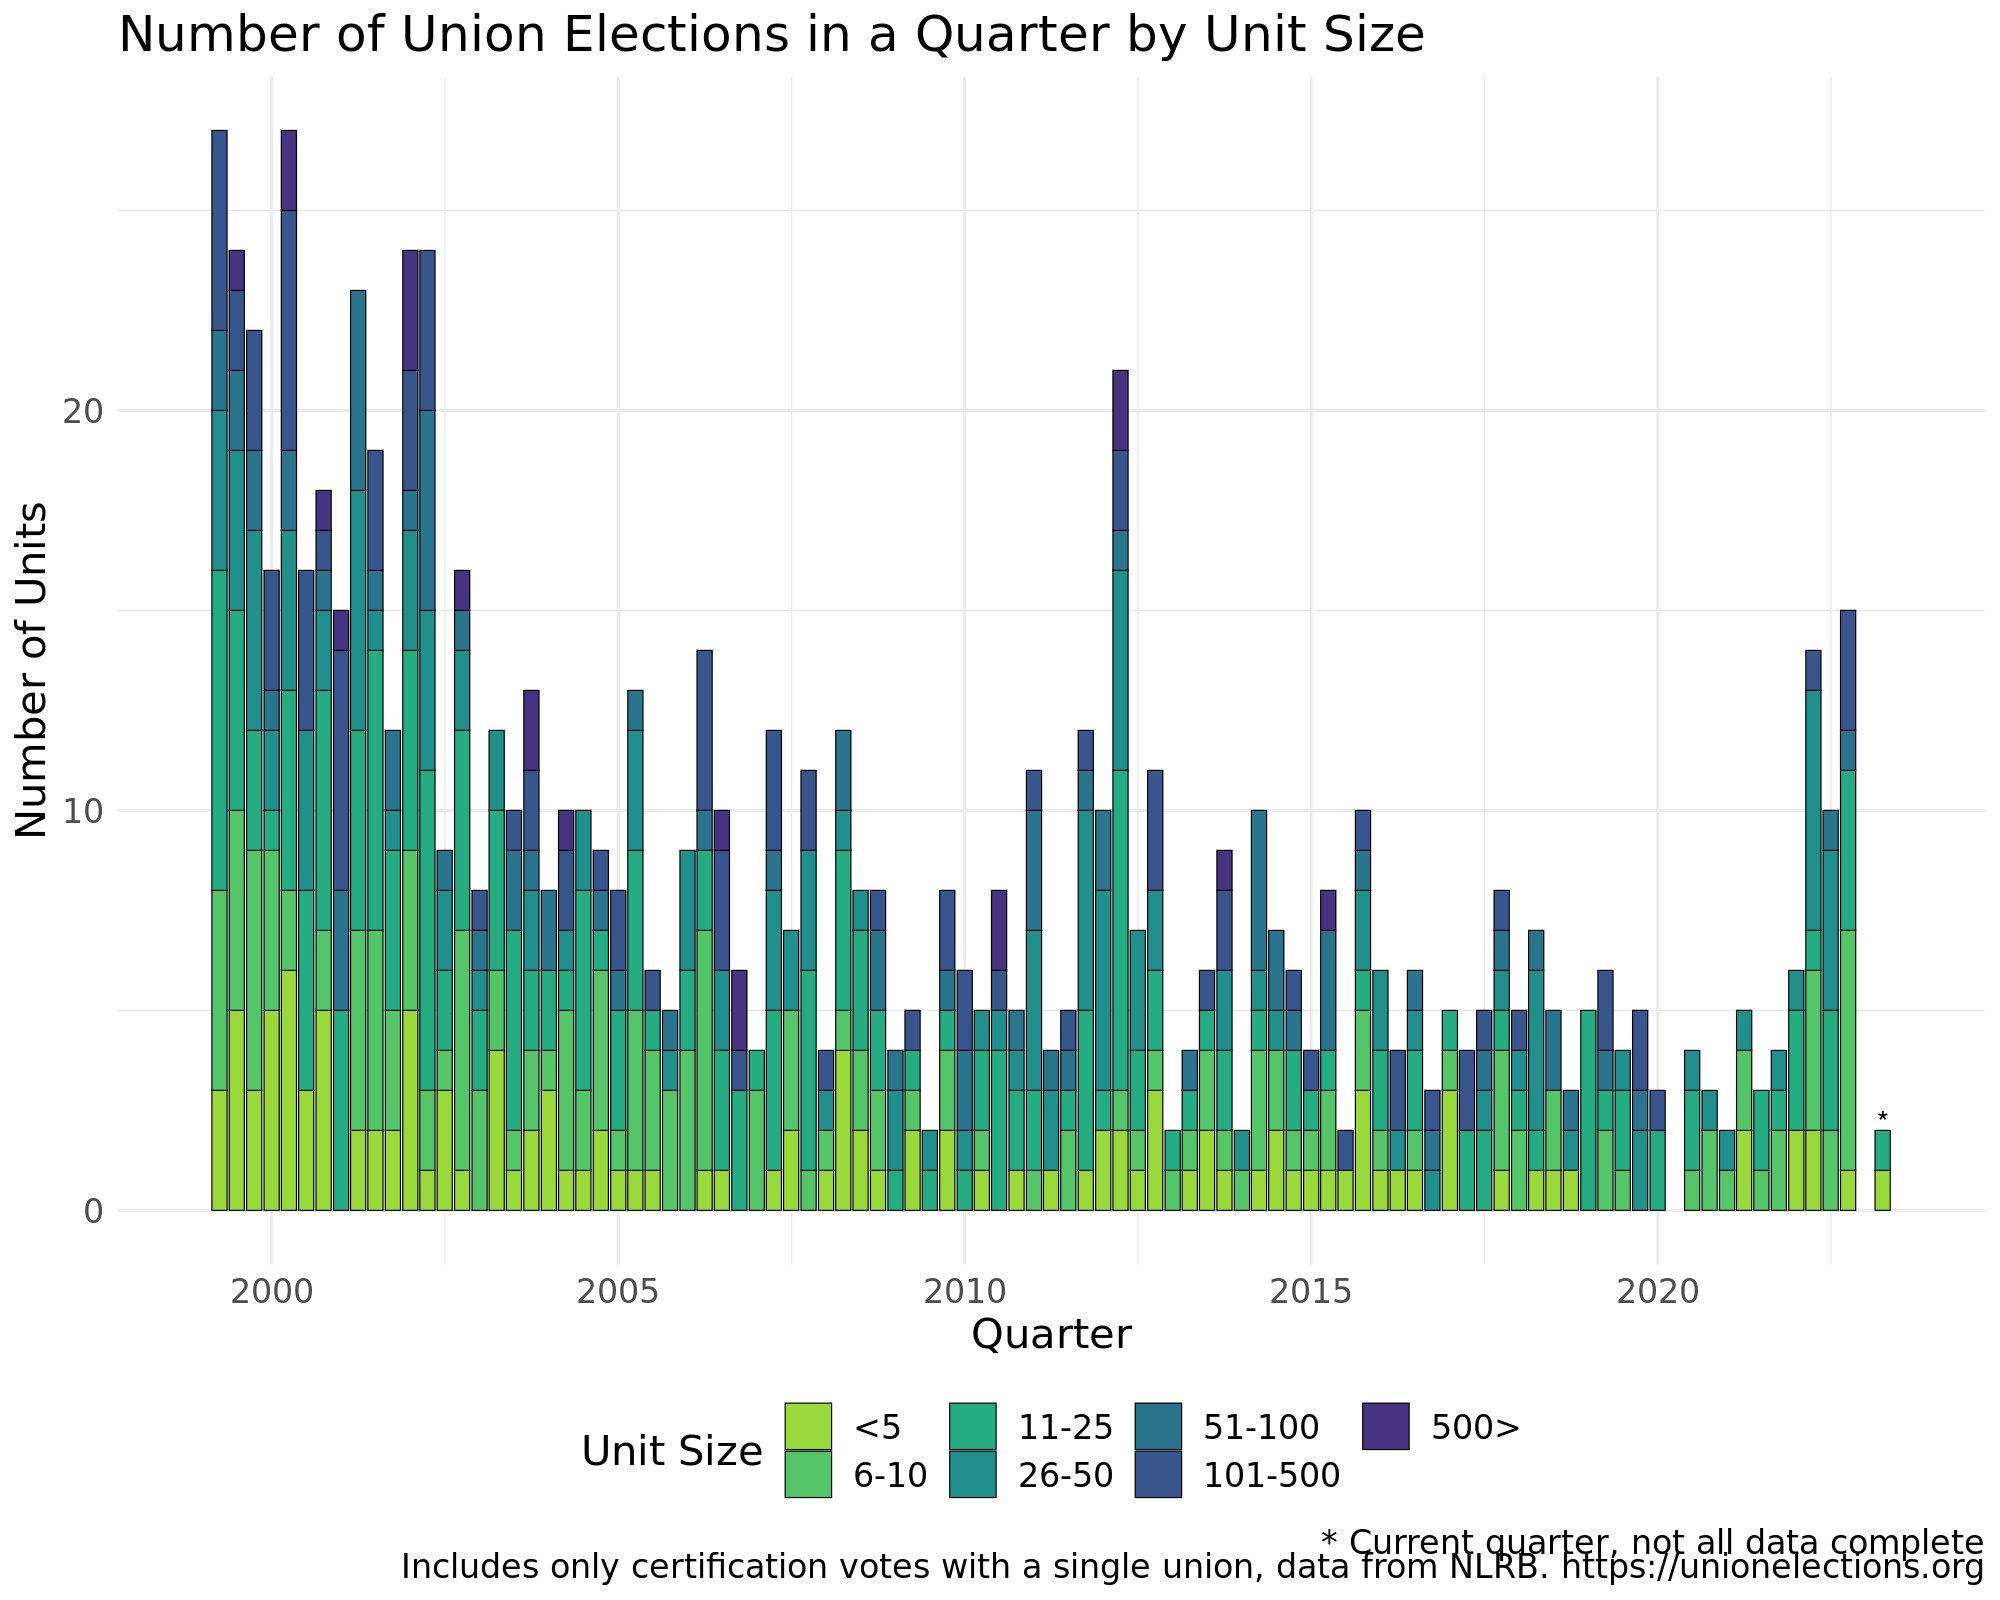 Number of Union Elections in a Quarter by Unit Size
Number of Units
20
10
0
*
2000 2005 2010 2015 2020
Quarter
Unit Size
<5 11-25 51-100 500>
6-10 26-50 101-500
* Current quarter, not all data complete
Includes only certification votes with a single union, data from NLRB. https://unionelections.org